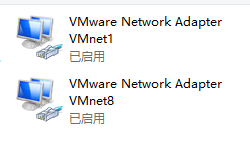 VMware Network Adapter
VMnet1
已启用
VMware Network Adapter
VMnet8
已启用